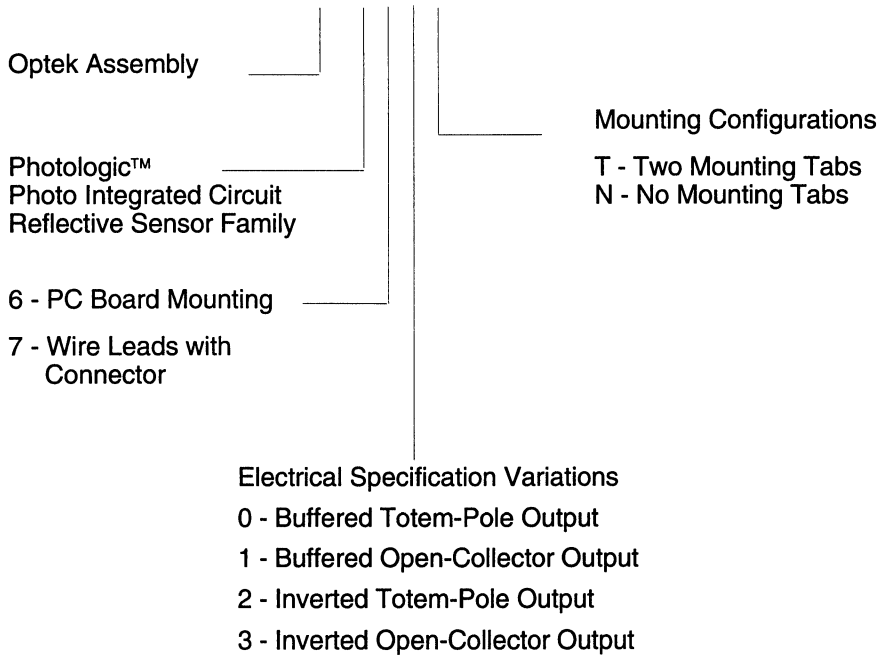 Optek Assembly
Mounting Configurations
T - Two Mounting Tabs
N - No Mounting Tabs
Photologic™
Photo Integrated Circuit
Reflective Sensor Family
6 - PC Board Mounting
7 - Wire Leads with
Connector
Electrical Specification Variations
0 - Buffered Totem-Pole Output
1 - Buffered Open-Collector Output
2 - Inverted Totem-Pole Output
3 - Inverted Open-Collector Output